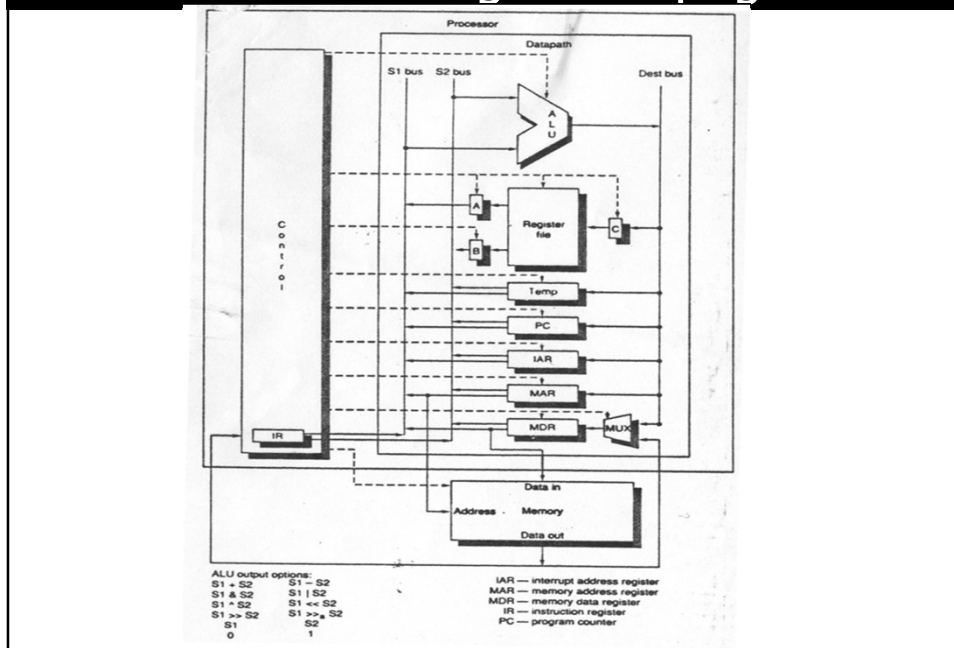 Processor
Datapath
S1 bus
S2 bus
Dest bus
ALU
Control
A
Register
file
C
B
Temp
PC
IAR
MAR
MDR
MUX
IR
Data in
Address
Memory
Data out
ALU output options:
S1 + S2
S1 − S2
S1 & S2
S1 | S2
S1 ^ S2
S1 << S2
S1 >> S2
S1 >>a S2
S1
S2
0
1
IAR — interrupt address register
MAR — memory address register
MDR — memory data register
IR — instruction register
PC — program counter